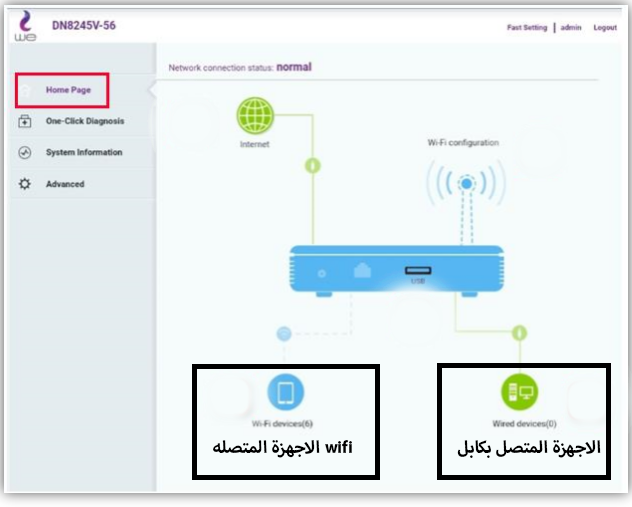 we
DN8245V-56
Fast Setting | admin Logout
Network connection status: normal
Home Page
One-Click Diagnosis
System Information
Advanced
Internet
Wi-Fi configuration
USB
Wi-Fi devices(6)
wifi الاجهزة المتصله
Wired devices(0)
الاجهزة المتصل بكابل